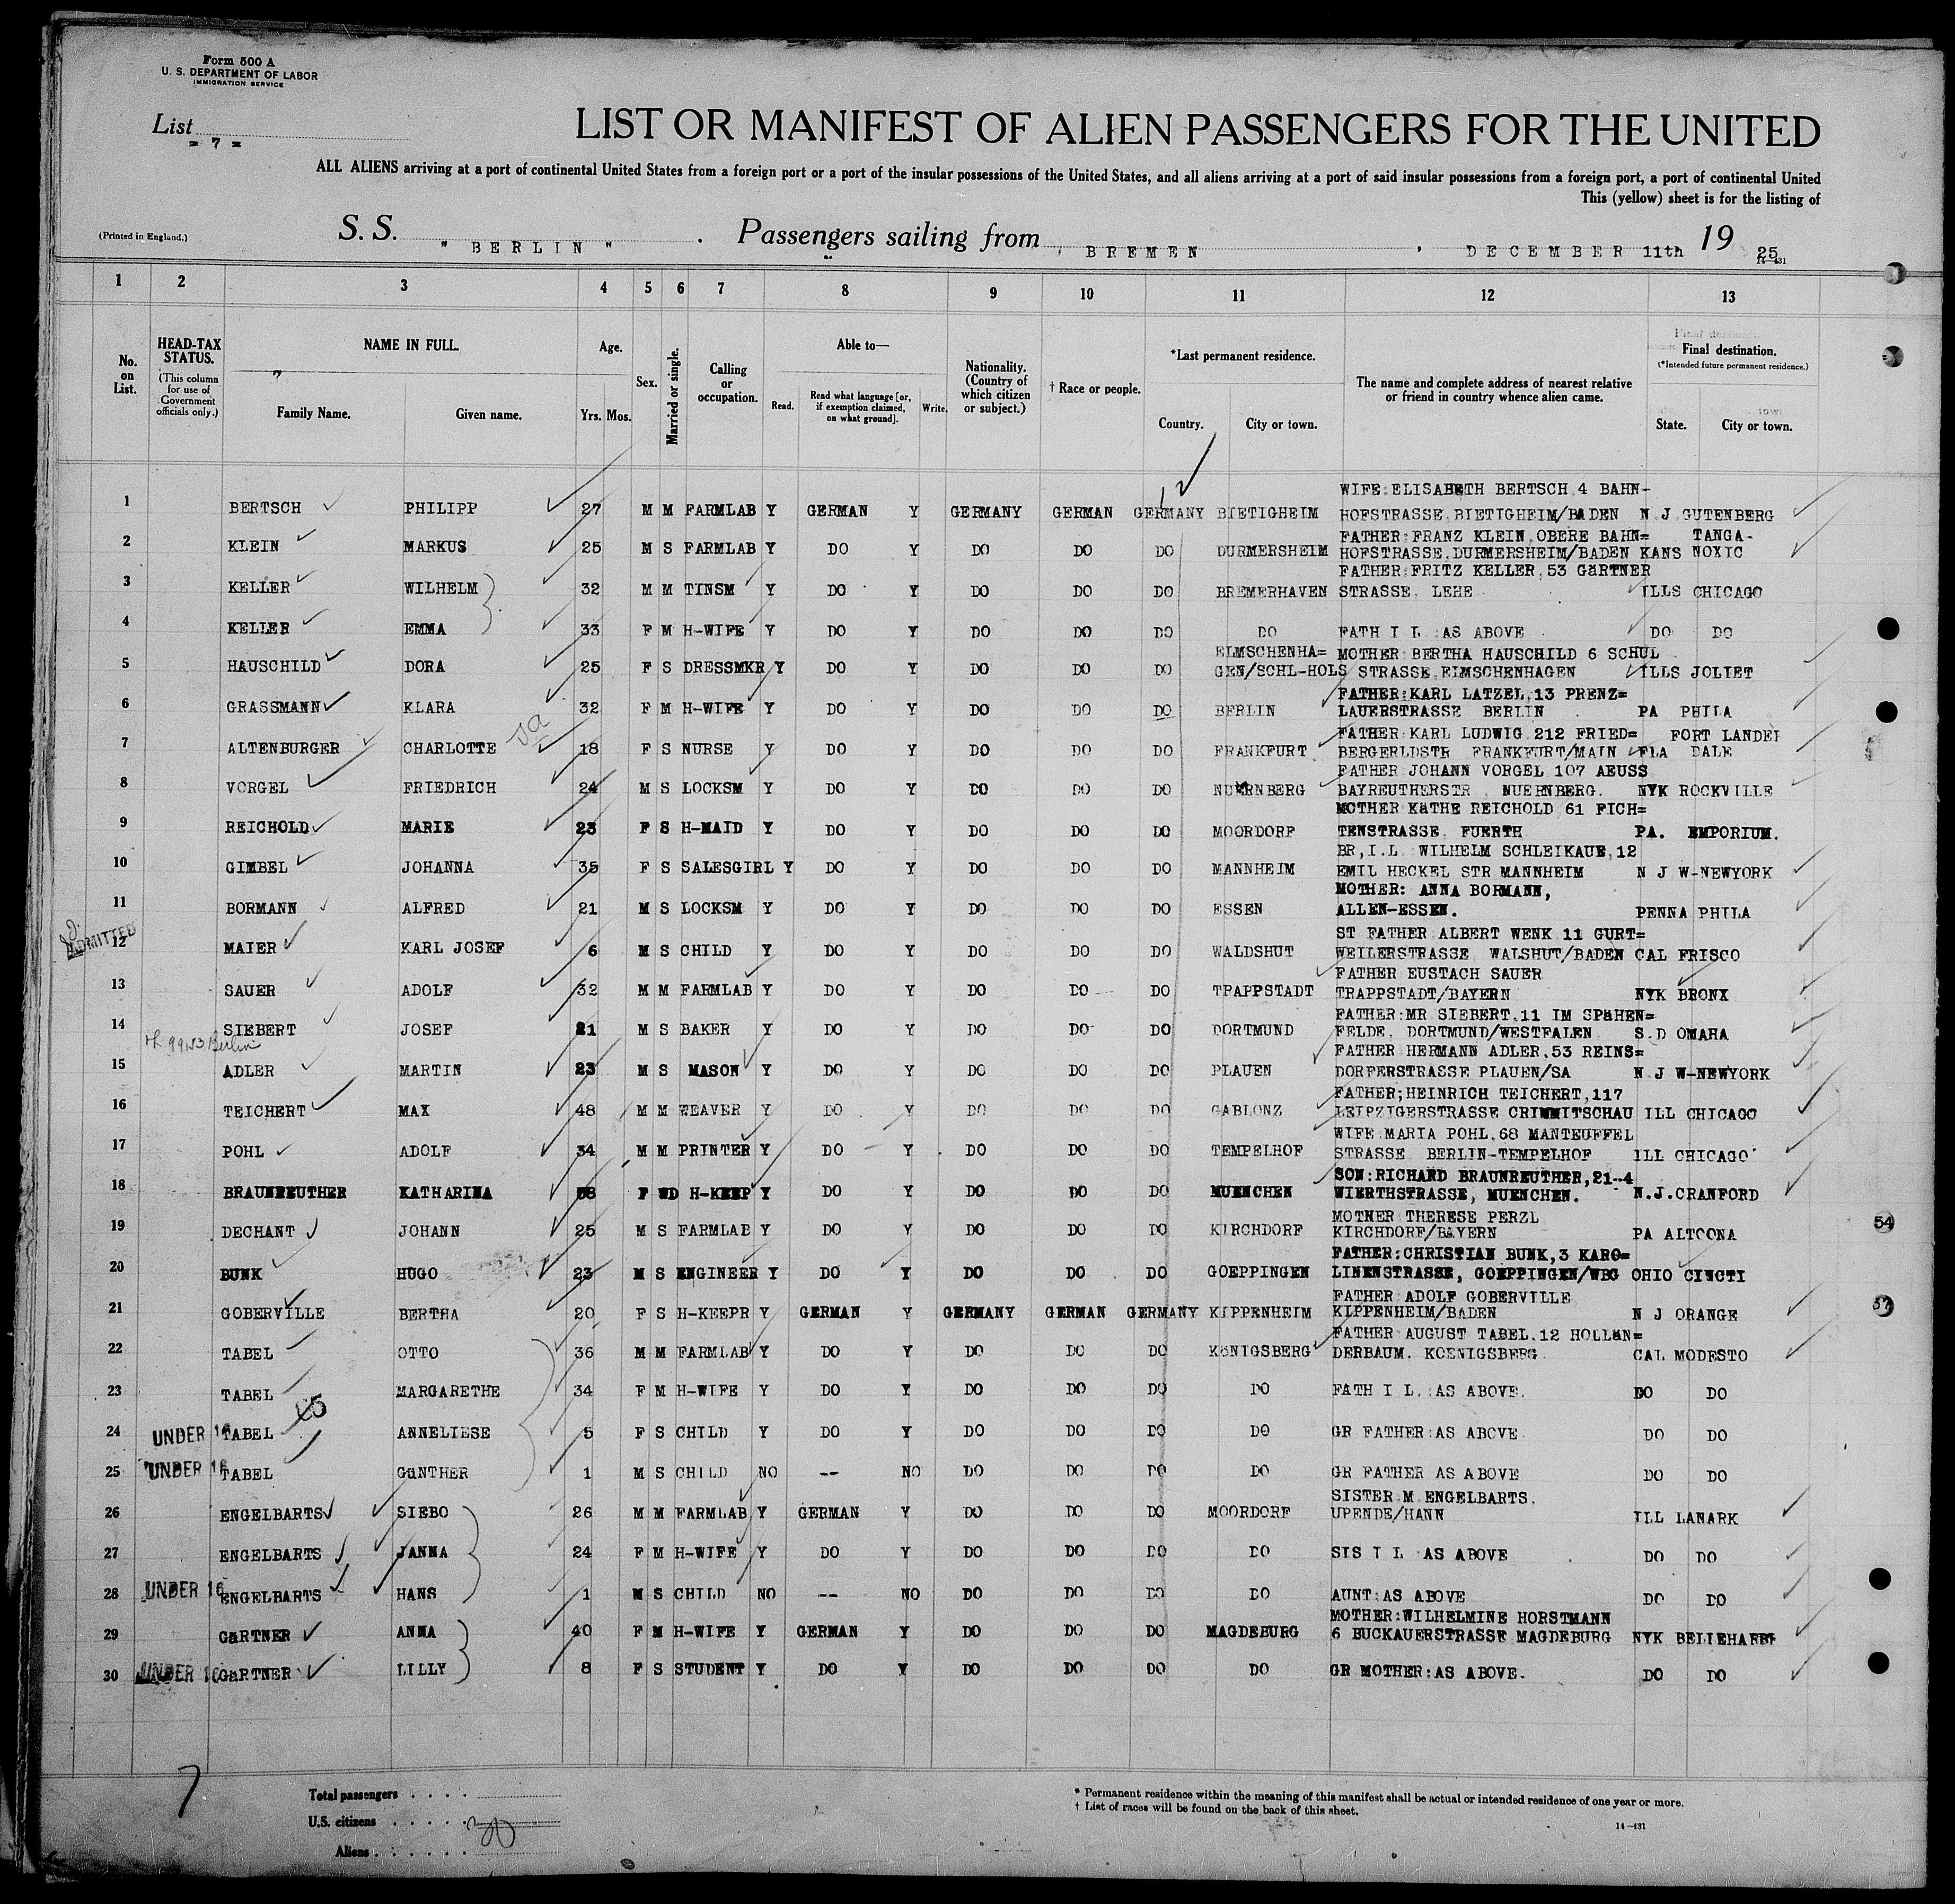 Form 500 A
U. S. DEPARTMENT OF LABOR
IMMIGRATION SERVICE
List
= 7 =
LIST OR MANIFEST OF ALIEN PASSENGERS FOR THE UNITED
ALL ALIENS arriving at a port of continental United States from a foreign port or a port of the insular possessions of the United States, and all aliens arriving at a port of said insular possessions from a foreign port, a port of continental United
This (yellow) sheet is for the listing of
(Printed in England.)
S. S. " BERLIN " . Passengers sailing from BREMEN , DECEMBER 11th 19 25
14-431
1 2 3 4 5 6 7 8 9 10 11 12 13
No. on List.
HEAD-TAX STATUS.
(This column for use of Government officials only.)
NAME IN FULL.
Family Name. Given name.
Age.
Yrs. Mos.
Sex.
Married or single.
Calling or occupation.
Able to—
Read. Read what language [or, if exemption claimed, on what ground]. Write.
Nationality. (Country of which citizen or subject.)
† Race or people.
*Last permanent residence.
Country. City or town.
The name and complete address of nearest relative or friend in country whence alien came.
Final destination.
(*Intended future permanent residence.)
State. City or town.
WIFE:ELISABETH BERTSCH 4 BAHN-
1 BERTSCH PHILIPP 27 M M FARMLAB Y GERMAN Y GERMANY GERMAN GERMANY BIETIGHEIM HOFSTRASSE.BIETIGHEIM/BADEN N J GUTENBERG
FATHER:FRANZ KLEIN OBERE BAHN= TANGA-
2 KLEIN MARKUS 25 M S FARMLAB Y DO Y DO DO DO DURMERSHEIM HOFSTRASSE.DURMERSHEIM/BADEN KANS NOXIC
FATHER:FRITZ KELLER 53 GäRTNER
3 KELLER WILHELM 32 M M TINSM Y DO Y DO DO DO BREMERHAVEN STRASSE. LEHE ILLS CHICAGO
4 KELLER EMMA 33 F M H-WIFE Y DO Y DO DO DO DO FATH I L :AS ABOVE DO DO
ELMSCHENHA= MOTHER:BERTHA HAUSCHILD 6 SCHUL
5 HAUSCHILD DORA 25 F S DRESSMKR Y DO Y DO DO DO GEN/SCHL-HOLS STRASSE ELMSCHENHAGEN ILLS JOLIET
FATHER:KARL LATZEL,13 PRENZ=
6 GRASSMANN KLARA 32 F M H-WIFE Y DO Y DO DO DO BERLIN LAUERSTRASSE BERLIN PA PHILA
FATHER:KARL LUDWIG 212 FRIED= FORT LANDEI
7 ALTENBURGER CHARLOTTE 18 F S NURSE Y DO Y DO DO DO FRANKFURT BERGERLDSTR FRANKFURT/MAIN FLA DALE
FATHER JOHANN VORGEL 107 AEUSS
8 VORGEL FRIEDRICH 24 M S LOCKSM Y DO Y DO DO DO NUERNBERG BAYREUTHERSTR NUERNBERG. NYK ROCKVILLE
MOTHER KäTHE REICHOLD 61 FICH=
9 REICHOLD MARIE 23 F S H-MAID Y DO Y DO DO DO MOORDORF TENSTRASSE FUERTH PA. EMPORIUM.
BR,I.L WILHELM SCHLEIKAUE,12
10 GIMBEL JOHANNA 35 F S SALESGIRL Y DO Y DO DO DO MANNHEIM EMIL HECKEL STR MANNHEIM N J W-NEWYORK
MOTHER: ANNA BORMANN,
11 BORMANN ALFRED 21 M S LOCKSM Y DO Y DO DO DO ESSEN ALLEN-ESSEN. PENNA PHILA
ADMITTED
ST FATHER ALBERT WENK 11 GURT=
12 MAIER KARL JOSEF 6 M S CHILD Y DO Y DO DO DO WALDSHUT WEILERSTRASSE WALSHUT/BADEN CAL FRISCO
FATHER EUSTACH SAUER
13 SAUER ADOLF 32 M M FARMLAB Y DO Y DO DO DO TPAPPSTADT TRAPPSTADT/BAYERN NYK BRONX
FATHER:MR SIEBERT.11 IM SPäHEN=
14 SIEBERT JOSEF 21 M S BAKER Y DO Y DO DO DO DORTMUND FELDE. DORTMUND/WESTFALEN S.D OMAHA
Berlin
FATHER HERMANN ADLER.53 REINS=
15 ADLER MARTIN 23 M S MASON Y DO Y DO DO DO PLAUEN DORFERSTRASSE PLAUEN/SA N J W-NEWYORK
FATHER;HEINRICH TEICHERT,117
16 TEICHERT MAX 48 M M WEAVER Y DO Y DO DO DO GABLONZ LEIPZIGERSTRASSE CRIMMITSCHAU ILL CHICAGO
WIFE MARIA POHL.68 MANTEUFFEL
17 POHL ADOLF 34 M M PRINTER Y DO Y DO DO DO TEMPELHOF STRASSE BERLIN-TEMPELHOF ILL CHICAGO
SON:RICHARD BRAUNREUTHER,21--4
18 BRAUNREUTHER KATHARINA F WD H-KEEP Y DO Y DO DO DO MUENCHEN WIERTHSTRASSE, MUENCHEN. N.J.CRANFORD
MOTHER THERESE PERZL
19 DECHANT JOHANN 25 M S FARMLAB Y DO Y DO DO DO KIRCHDORF KIRCHDORF/BAYERN PA ALTOONA
54
FATHER:CHRISTIAN BUNK,3 KARO=
20 BUNK HUGO 23 M S ENGINEER Y DO Y DO DO DO GOEPPINGEN LINENSTRASSE, GOEPPINGEN/WBG OHIO CINCTI
FATHER ADOLF GOBERVILLE
21 GOBERVILLE BERTHA 20 F S H-KEEPR Y GERMAN Y GERMANY GERMAN GERMANY KIPPENHEIM KIPPENHEIM/BADEN N J ORANGE
FATHER AUGUST TABEL.12 HOLLäN=
22 TABEL OTTO 36 M M FARMLAB Y DO Y DO DO DO KöNIGSBERG DERBAUM. KOENIGSBERG CAL MODESTO
23 TABEL MARGARETHE 34 F M H-WIFE Y DO Y DO DO DO DO FATH I L.:AS ABOVE. DO DO
24 UNDER 16 TABEL ANNELIESE 5 F S CHILD Y DO Y DO DO DO DO GR FATHER:AS ABOVE DO DO
25 UNDER 16 TABEL GüNTHER 1 M S CHILD NO -- NO DO DO DO DO GR FATHER AS ABOVE DO DO
SISTER M ENGELBARTS.
26 ENGELBARTS SIEBO 26 M M FARMLAB Y GERMAN Y DO DO DO MOORDORF UPENDE/HANN ILL LANARK
27 ENGELBARTS JANNA 24 F M H-WIFE Y DO Y DO DO DO DO SIS I L AS ABOVE DO DO
28 UNDER 16 ENGELBARTS HANS 1 M S CHILD NO -- NO DO DO DO DO AUNT:AS ABOVE DO DO
MOTHER:WILHELMINE HORSTMANN
29 GäRTNER ANNA 40 F M H-WIFE Y GERMAN Y DO DO DO MAGDEBURG 6 BUCKAUERSTRASSE MAGDEBURG NYK
30 UNDER 16 GäRTNER LILLY 8 F S STUDENT Y DO Y DO DO DO DO GR MOTHER:AS ABOVE. DO DO
7
Total passengers . . . .
U.S. citizens . . . . .
Aliens . . . . . . 30
* Permanent residence within the meaning of this manifest shall be actual or intended residence of one year or more.
† List of races will be found on the back of this sheet.
14-431